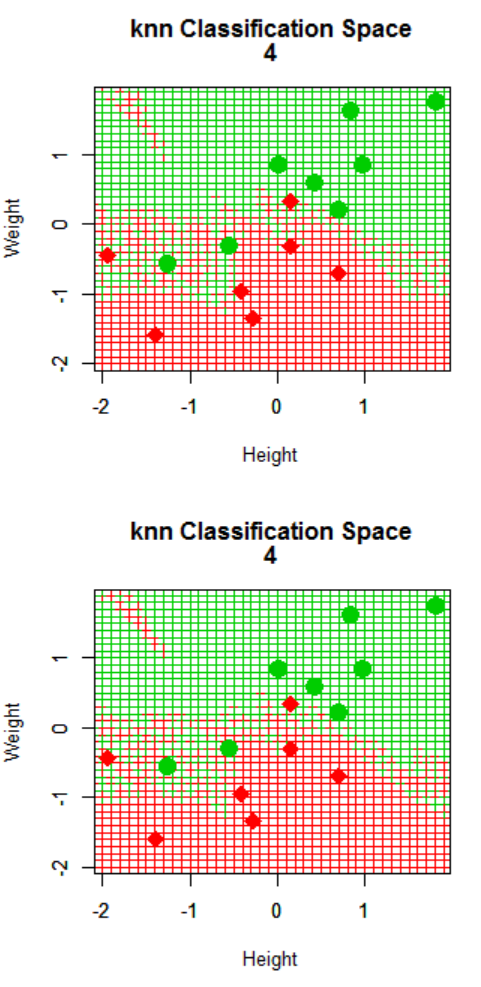 knn Classification Space
4
Weight
1
0
-1
-2
-2 -1 0 1
Height
knn Classification Space
4
Weight
1
0
-1
-2
-2 -1 0 1
Height